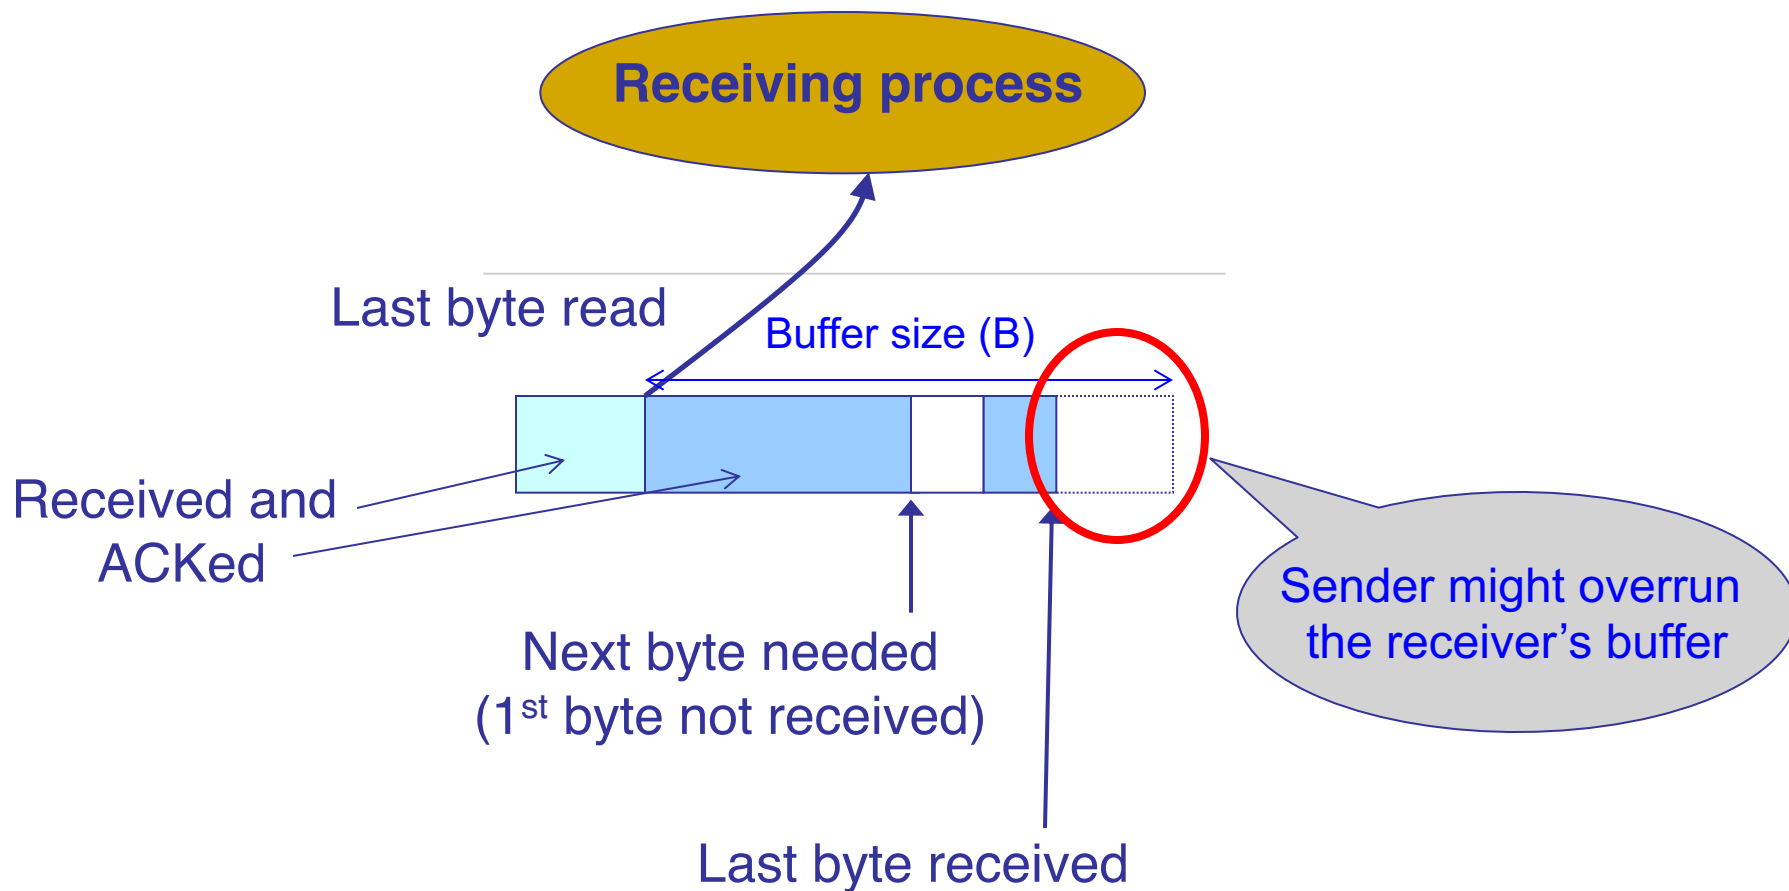 Receiving process
Last byte read
Buffer size (B)
Received and
ACKed
Next byte needed
(1st byte not received)
Sender might overrun
the receiver’s buffer
Last byte received